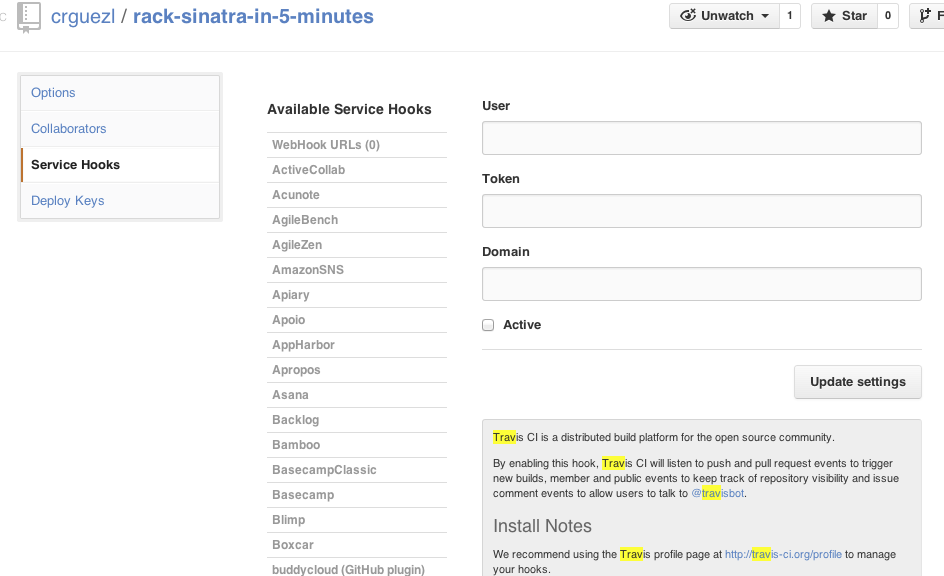 crguezl / rack-sinatra-in-5-minutes
Unwatch 1 Star 0 F
Options
Collaborators
Service Hooks
Deploy Keys
Available Service Hooks
WebHook URLs (0)
ActiveCollab
Acunote
AgileBench
AgileZen
AmazonSNS
Apiary
Apoio
AppHarbor
Apropos
Asana
Backlog
Bamboo
BasecampClassic
Basecamp
Blimp
Boxcar
buddycloud (GitHub plugin)
User
Token
Domain
Active
Update settings
Travis CI is a distributed build platform for the open source community.
By enabling this hook, Travis CI will listen to push and pull request events to trigger
new builds, member and public events to keep track of repository visibility and issue
comment events to allow users to talk to @travisbot.
Install Notes
We recommend using the Travis profile page at http://travis-ci.org/profile to manage
your hooks.